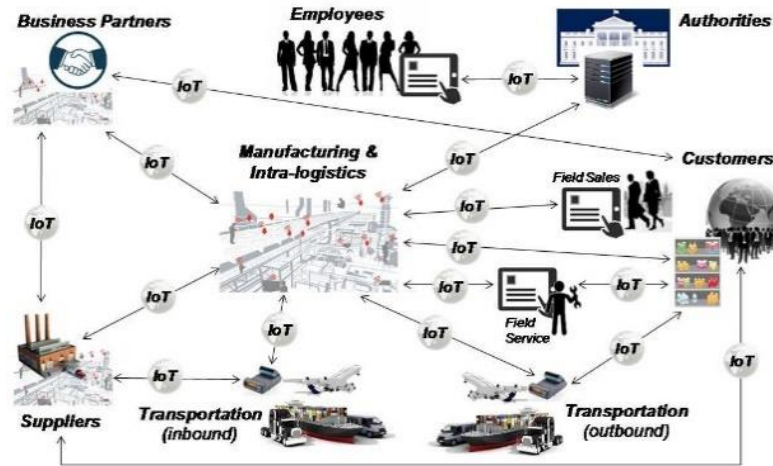 Business Partners
Employees
Authorities
IoT
IoT
IoT
IoT
Manufacturing &
Intra-logistics
Customers
Field Sales
IoT
IoT
IoT
IoT
IoT
IoT
Field
Service
IoT
IoT
IoT
IoT
IoT
Suppliers
Transportation
(inbound)
Transportation
(outbound)